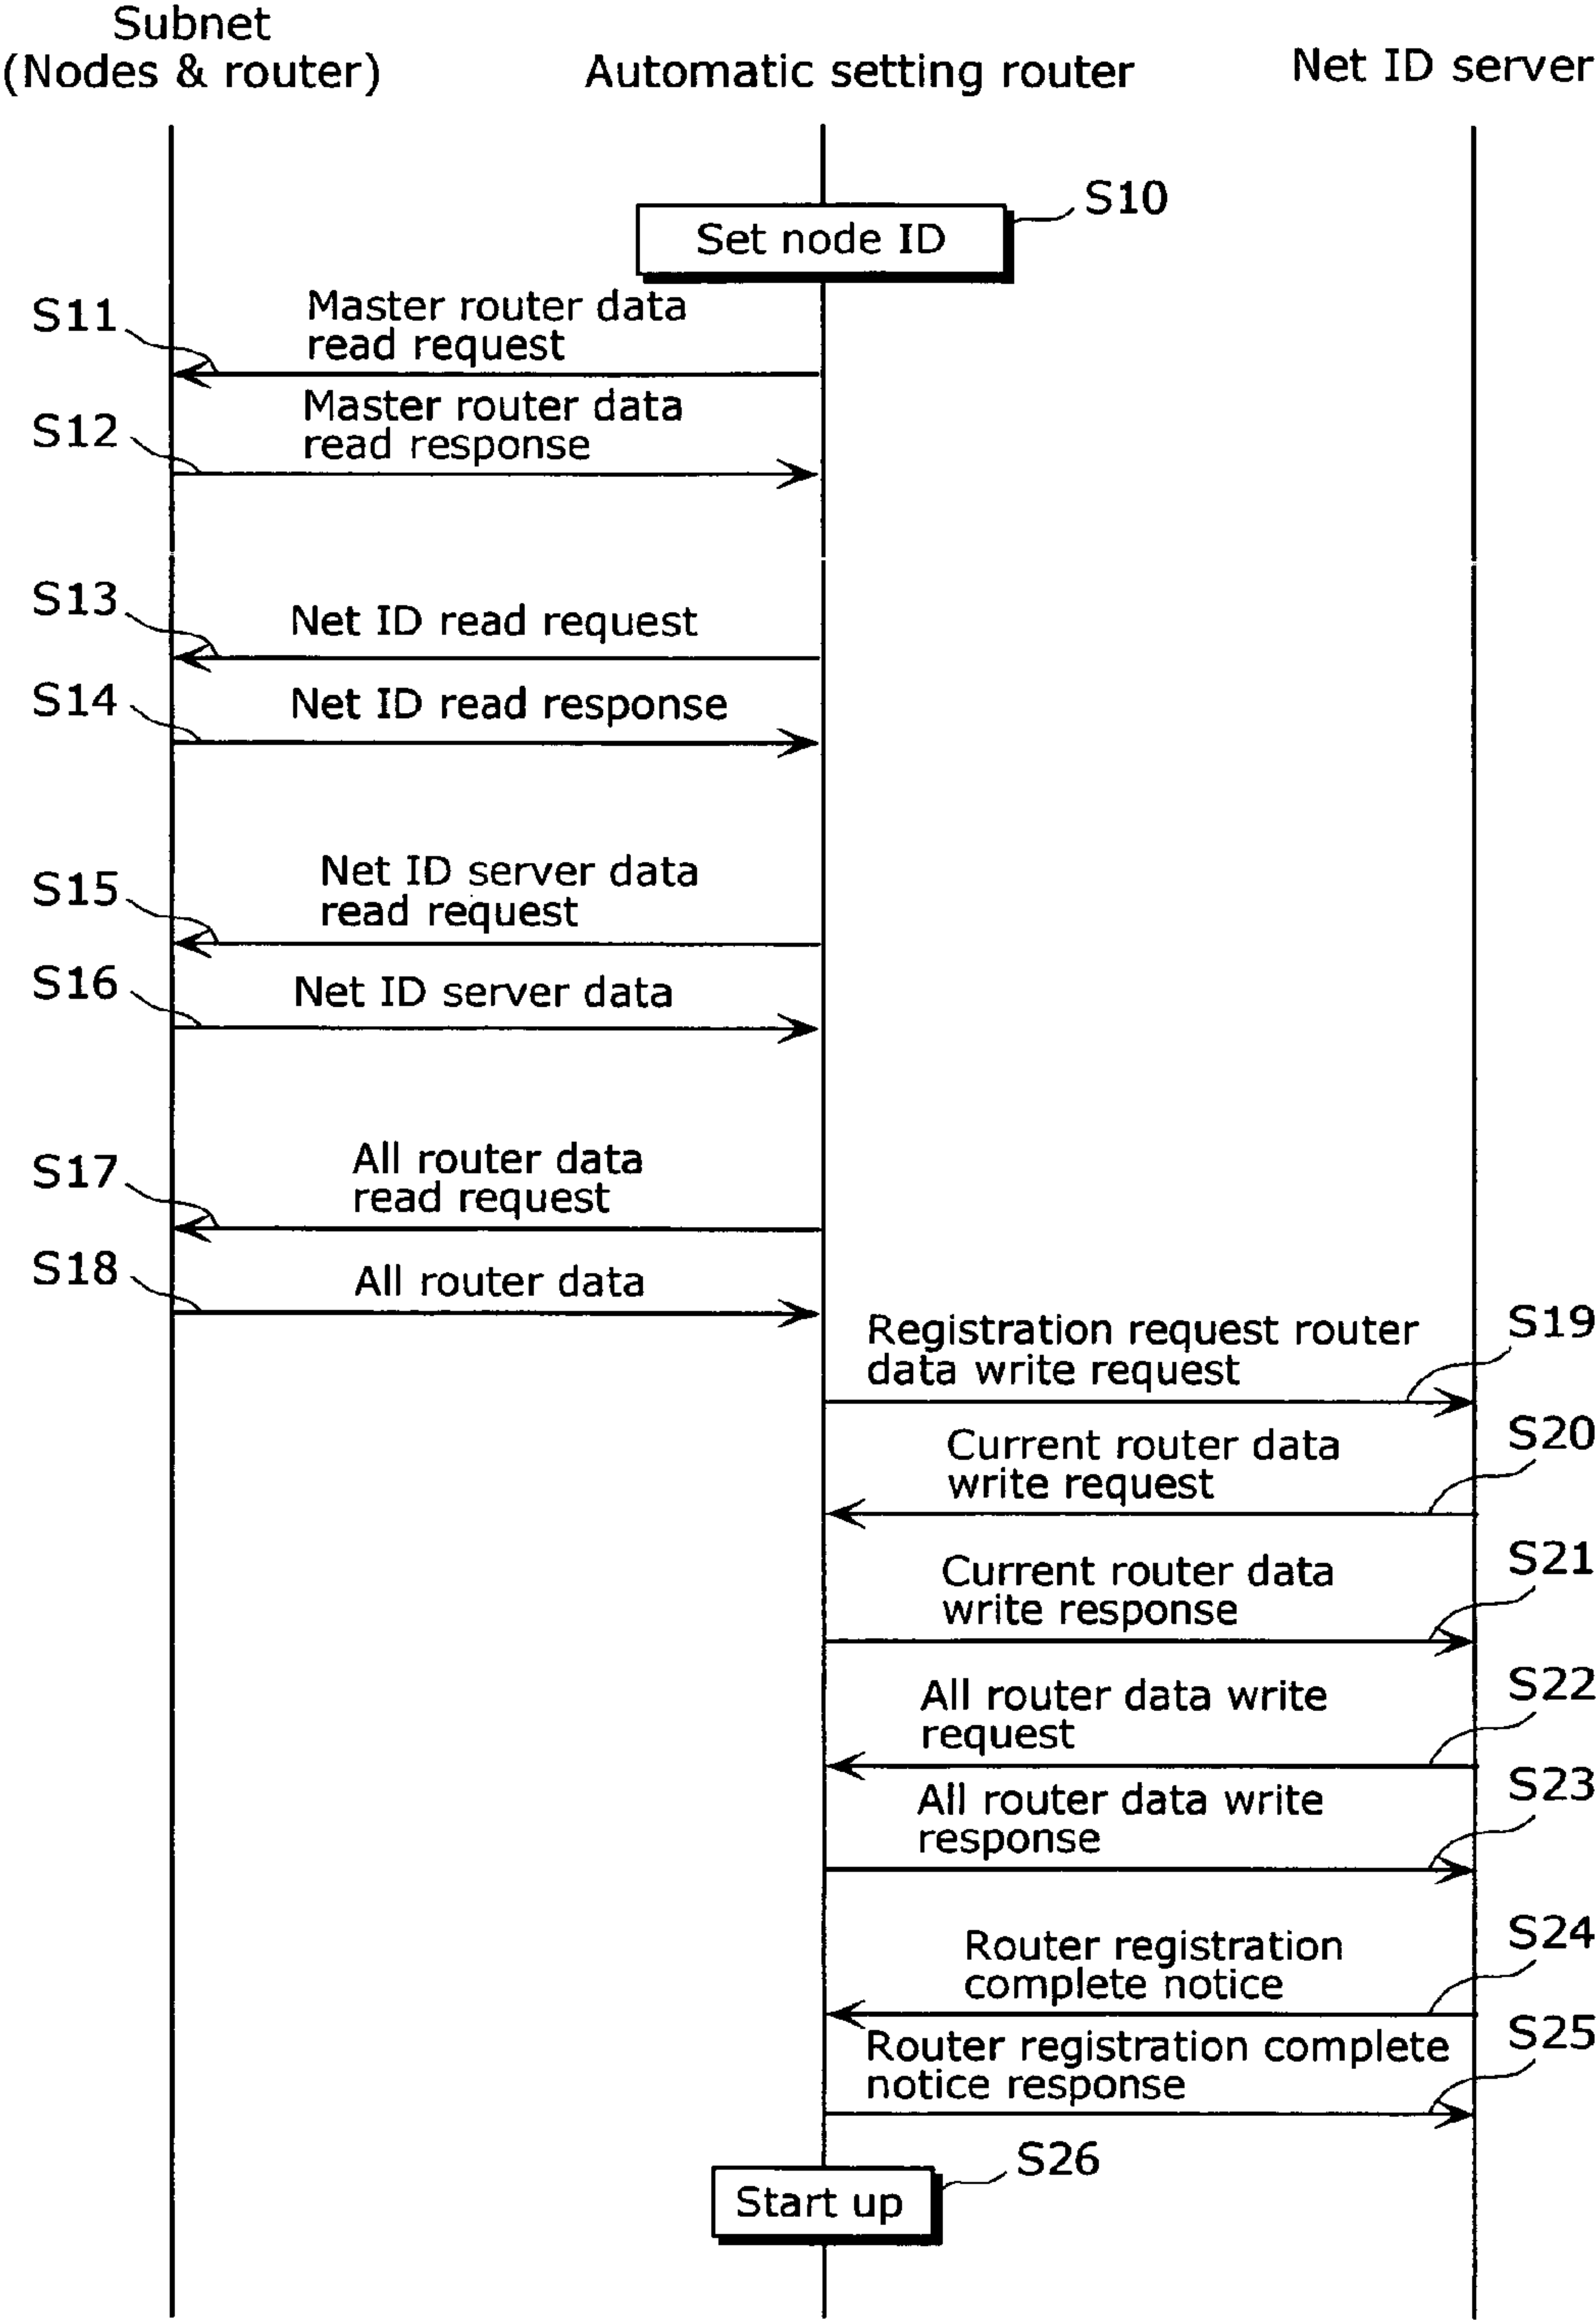 Subnet
(Nodes & router)
Automatic setting router
Net ID server
S10
Set node ID
S11
Master router data
read request
S12
Master router data
read response
S13
Net ID read request
S14
Net ID read response
S15
Net ID server data
read request
S16
Net ID server data
S17
All router data
read request
S18
All router data
S19
Registration request router
data write request
S20
Current router data
write request
S21
Current router data
write response
S22
All router data write
request
S23
All router data write
response
S24
Router registration
complete notice
S25
Router registration complete
notice response
S26
Start up